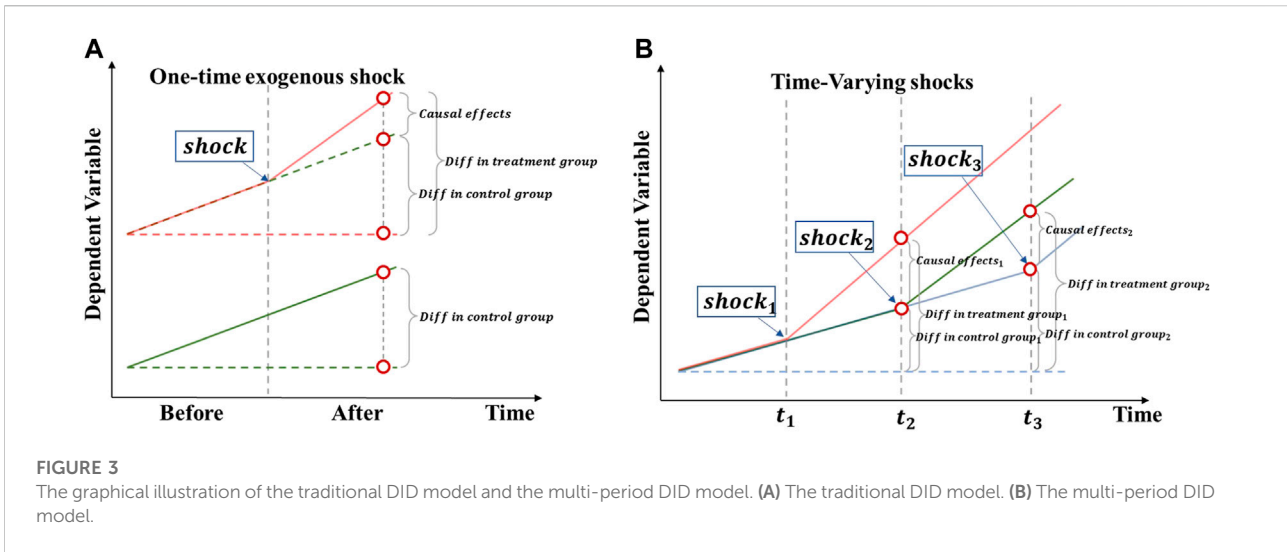 A
One-time exogenous shock
Dependent Variable
shock
Causal effects
Diff in treatment group
Diff in control group
Diff in control group
Before
After
Time
B
Time-Varying shocks
Dependent Variable
shock₁
shock₂
shock₃
Causal effects₁
Diff in treatment group₁
Diff in control group₁
Causal effects₂
Diff in treatment group₂
Diff in control group₂
t₁
t₂
t₃
Time
FIGURE 3
The graphical illustration of the traditional DID model and the multi-period DID model. (A) The traditional DID model. (B) The multi-period DID
model.